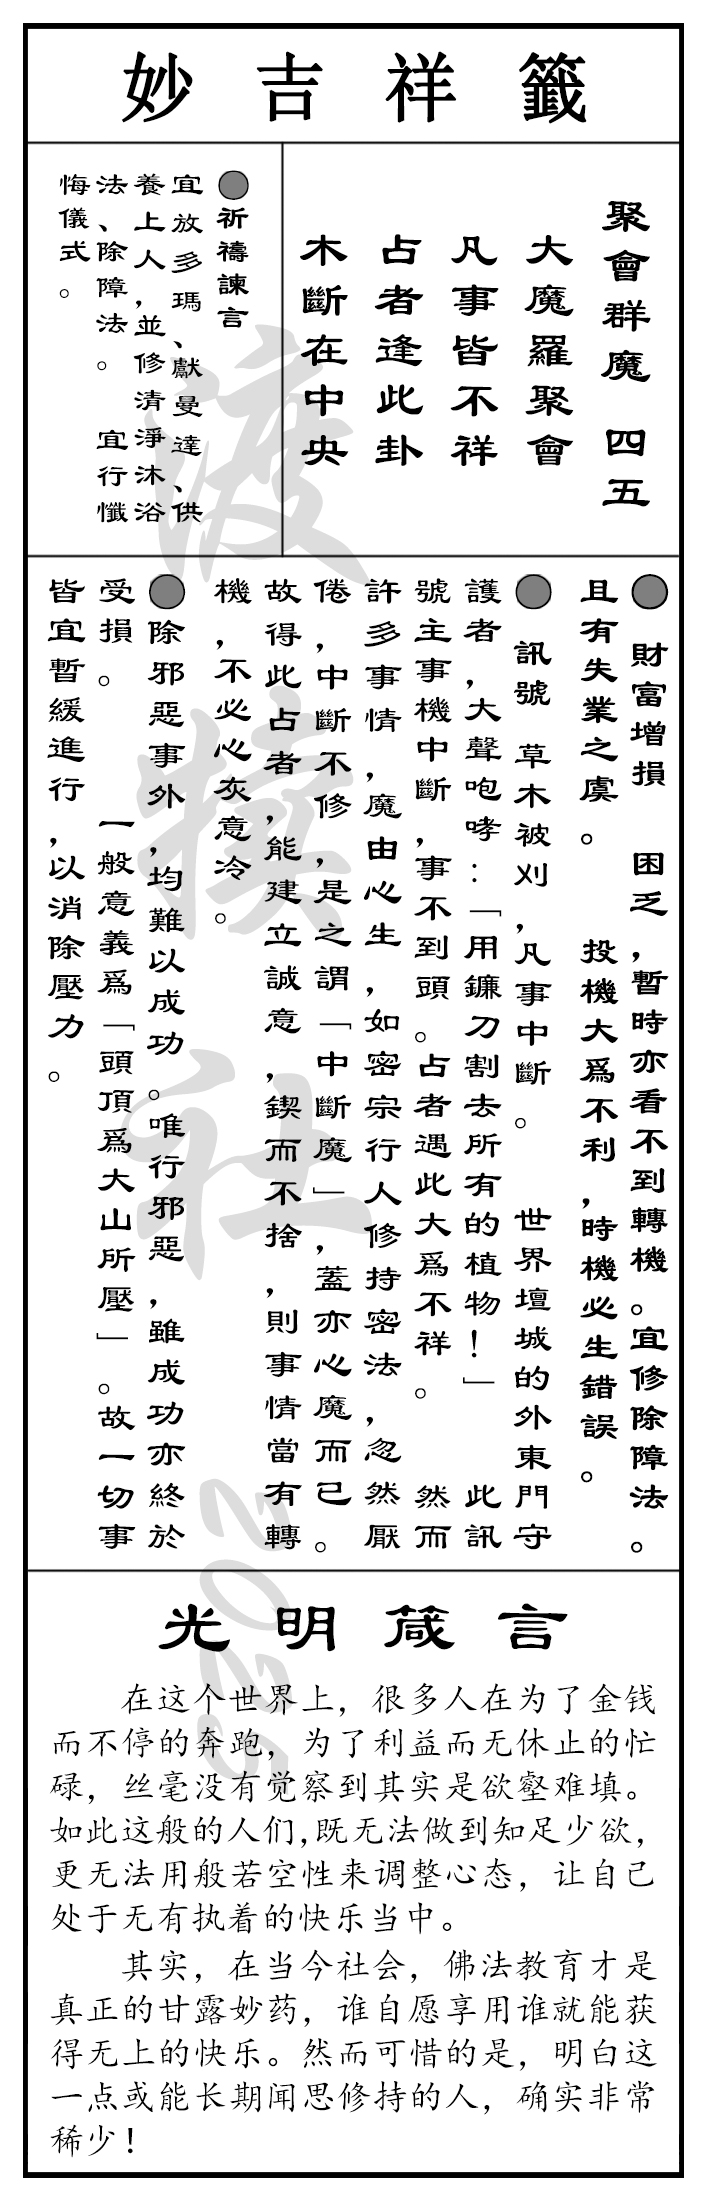 妙吉祥籤
聚會群魔 四五
大魔羅聚會
凡事皆不祥
占者逢此卦
木斷在中央
●祈禱諫言
宜放多瑪、獻曼達、供
養上人，並修清淨沐浴
法、除障法。 宜行懺
悔儀式。
● 財富增損 困乏，暫時亦看不到轉機。宜修除障法。
且有失業之虞。 投機大爲不利，時機必生錯誤。
● 訊號 草木被刈，凡事中斷。 世界壇城的外東門守
護者，大聲咆哮：「用鐮刀割去所有的植物！」 此訊
號主事機中斷，事不到頭。占者遇此大爲不祥。 然而
許多事情，魔由心生，如密宗行人修持密法，忽然厭
倦，中斷不修，是之謂「中斷魔」，蓋亦心魔而已。
故得此占者，能建立誠意，鍥而不捨，則事情當有轉
機，不必心灰意冷。
●除邪惡事外，均難以成功。唯行邪惡，雖成功亦終於
受損。 一般意義爲「頭頂爲大山所壓」。故一切事
皆宜暫緩進行，以消除壓力。
光明箴言
在这个世界上，很多人在为了金钱
而不停的奔跑，为了利益而无休止的忙
碌，丝毫没有觉察到其实是欲壑难填。
如此这般的人们，既无法做到知足少欲，
更无法用般若空性来调整心态，让自己
处于无有执着的快乐当中。
其实，在当今社会，佛法教育才是
真正的甘露妙药，谁自愿享用谁就能获
得无上的快乐。然而可惜的是，明白这
一点或能长期闻思修持的人，确实非常
稀少！
渡犊社 2025